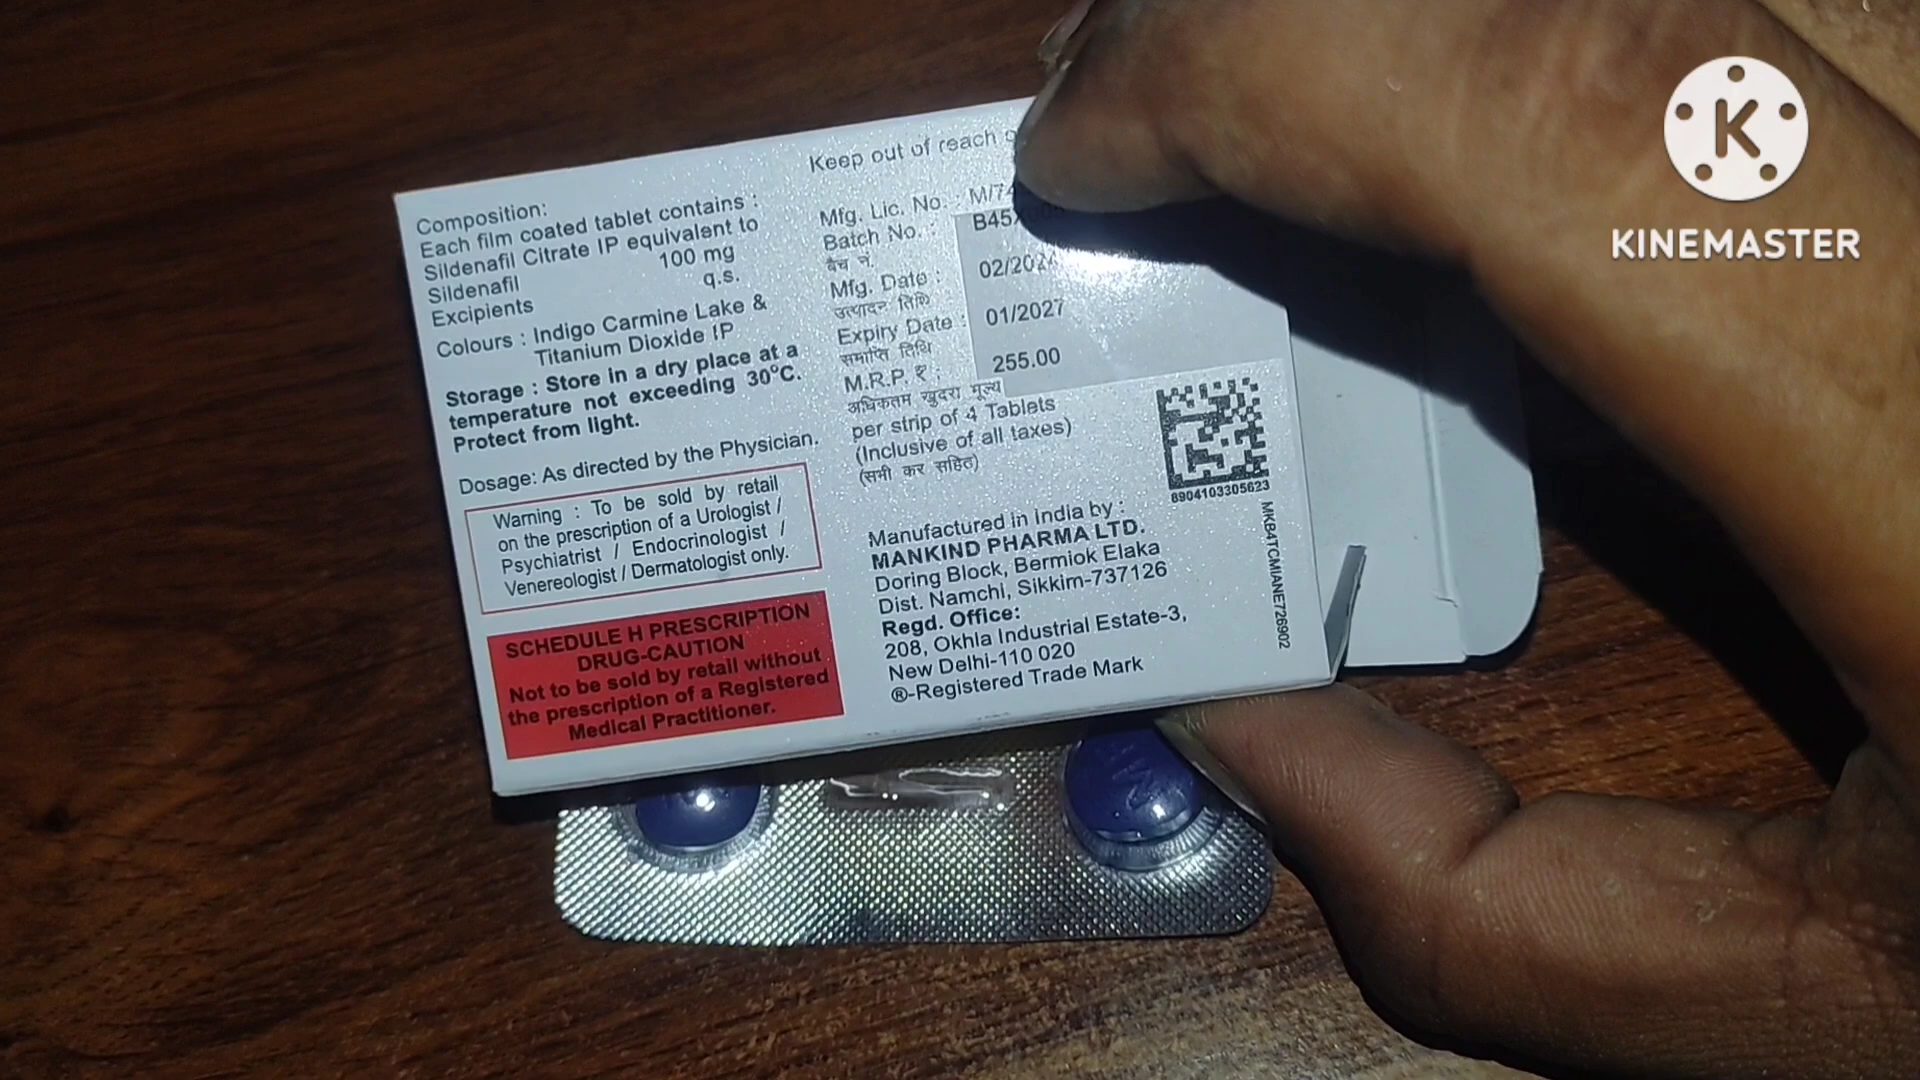 Keep out of reach
Composition:
Each film coated tablet contains :
Sildenafil Citrate IP equivalent to
Sildenafil 100 mg
Excipients q.s.
Colours : Indigo Carmine Lake &
Titanium Dioxide IP
Storage : Store in a dry place at a
temperature not exceeding 30°C.
Protect from light.
Dosage: As directed by the Physician.
Warning : To be sold by retail
on the prescription of a Urologist /
Psychiatrist / Endocrinologist /
Venereologist / Dermatologist only.
SCHEDULE H PRESCRIPTION
DRUG-CAUTION
Not to be sold by retail without
the prescription of a Registered
Medical Practitioner.
Mfg. Lic. No. :
Batch No. :
बैच नं.
Mfg. Date :
उत्पादन तिथि
Expiry Date : 01/2027
समाप्ति तिथि
M.R.P. ₹ : 255.00
अधिकतम खुदरा मूल्य
per strip of 4 Tablets
(Inclusive of all taxes)
(सभी कर सहित)
8904103305623
MKB4TCMIANE726902
Manufactured in India by :
MANKIND PHARMA LTD.
Doring Block, Bermiok Elaka
Dist. Namchi, Sikkim-737126
Regd. Office:
208, Okhla Industrial Estate-3,
New Delhi-110 020
®-Registered Trade Mark
K
KINEMASTER